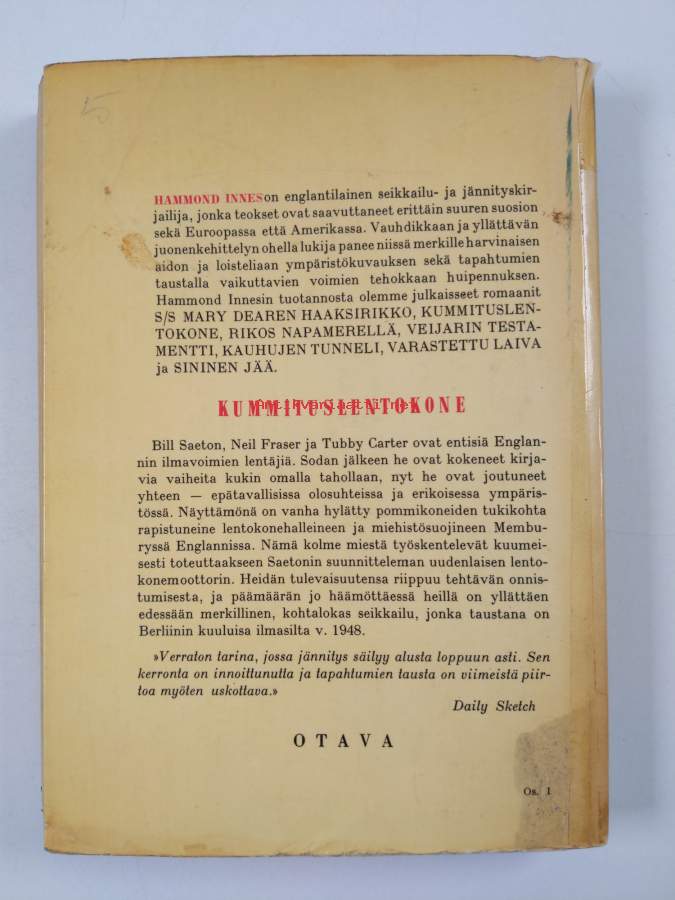 5
HAMMOND INNES on englantilainen seikkailu- ja jännityskir-
jailija, jonka teokset ovat saavuttaneet erittäin suuren suosion
sekä Euroopassa että Amerikassa. Vauhdikkaan ja yllättävän
juonenkehittelyn ohella lukija panee niissä merkille harvinaisen
aidon ja loisteliaan ympäristökuvauksen sekä tapahtumien
taustalla vaikuttavien voimien tehokkaan huipennuksen.
Hammond Innesin tuotannosta olemme julkaisseet romaanit
S/S MARY DEAREN HAAKSIRIKKO, KUMMITUSLEN-
TOKONE, RIKOS NAPAMERELLÄ, VEIJARIN TESTA-
MENTTI, KAUHUJEN TUNNELI, VARASTETTU LAIVA
ja SININEN JÄÄ.
KUMMITUSLENTOKONE
Bill Saeton, Neil Fraser ja Tubby Carter ovat entisiä Englan-
nin ilmavoimien lentäjiä. Sodan jälkeen he ovat kokeneet kirja-
via vaiheita kukin omalla tahollaan, nyt he ovat joutuneet
yhteen — epätavallisissa olosuhteissa ja erikoisessa ympäris-
tössä. Näyttämönä on vanha hylätty pommikoneiden tukikohta
rapistuneine lentokonehalleineen ja miehistösuojineen Membu-
ryssä Englannissa. Nämä kolme miestä työskentelevät kuumei-
sesti toteuttaakseen Saetonin suunnitteleman uudenlaisen lento-
konemoottorin. Heidän tulevaisuutensa riippuu tehtävän onnis-
tumisesta, ja päämäärän jo häämöttäessä heillä on yllättäen
edessään merkillinen, kohtalokas seikkailu, jonka taustana on
Berliinin kuuluisa ilmasilta v. 1948.
»Verraton tarina, jossa jännitys säilyy alusta loppuun asti. Sen
kerronta on innoittunutta ja tapahtumien tausta on viimeistä piir-
toa myöten uskottava.»
Daily Sketch
OTAVA
Os. 1